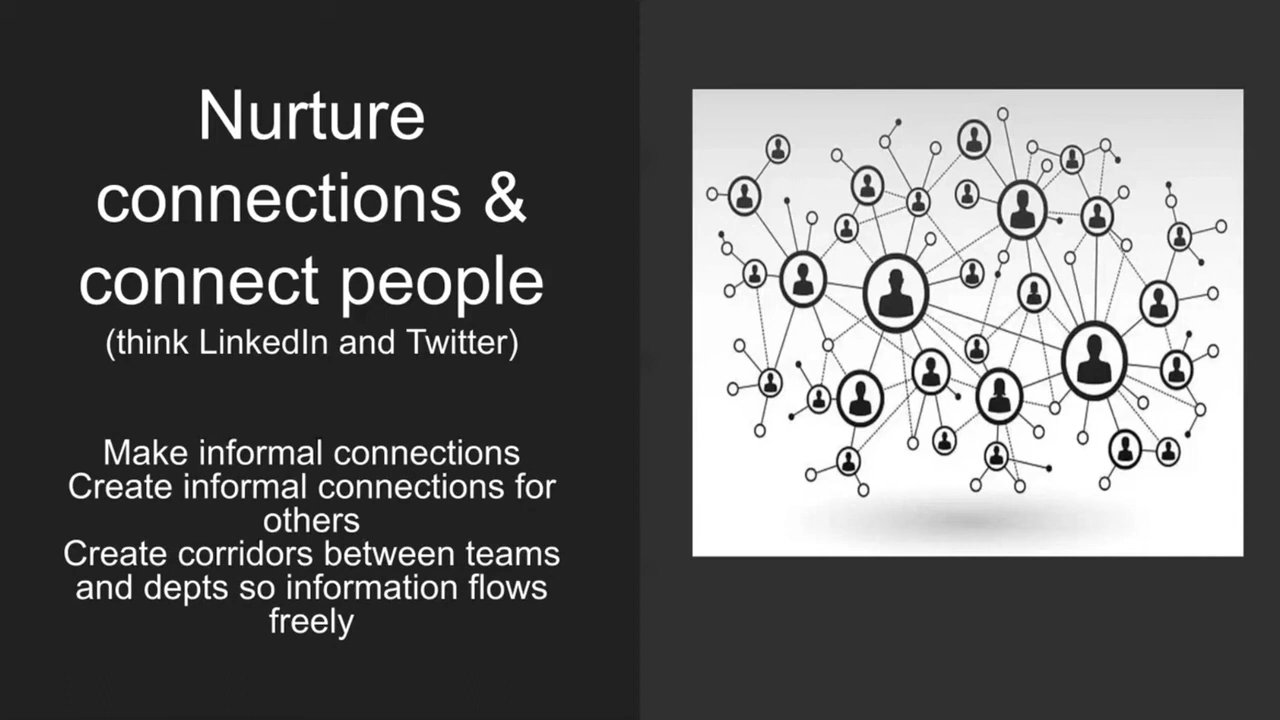 Nurture
connections &
connect people
(think LinkedIn and Twitter)
Make informal connections
Create informal connections for
others
Create corridors between teams
and depts so information flows
freely